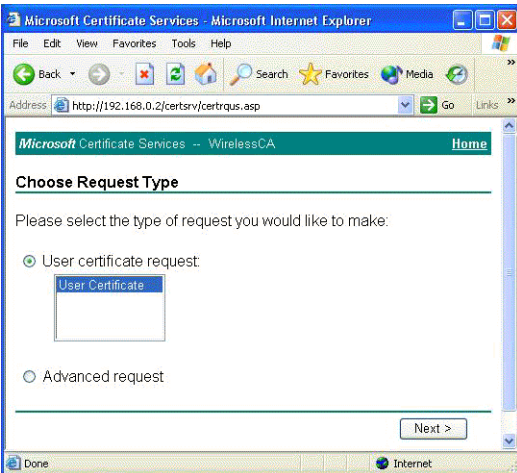 Microsoft Certificate Services - Microsoft Internet Explorer
File Edit View Favorites Tools Help
Back Search Favorites Media
Address http://192.168.0.2/certsrv/certrqus.asp Go Links »
Microsoft Certificate Services -- WirelessCA Home
Choose Request Type
Please select the type of request you would like to make:
User certificate request:
User Certificate
Advanced request
Next >
Done Internet